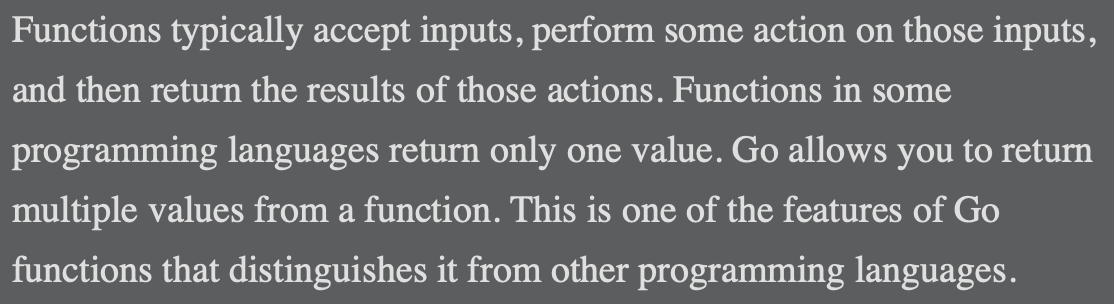 Functions typically accept inputs, perform some action on those inputs,
and then return the results of those actions. Functions in some
programming languages return only one value. Go allows you to return
multiple values from a function. This is one of the features of Go
functions that distinguishes it from other programming languages.